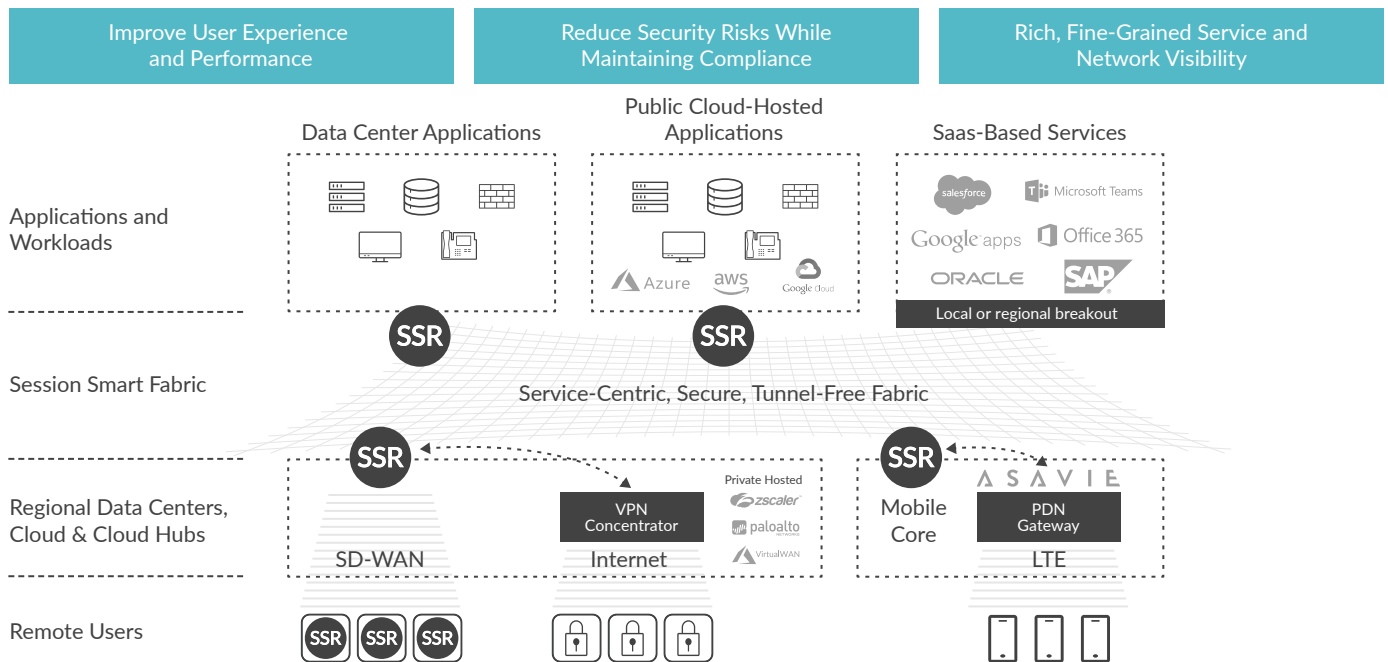 Improve User Experience
and Performance
Reduce Security Risks While
Maintaining Compliance
Rich, Fine-Grained Service and
Network Visibility
Data Center Applications
Public Cloud-Hosted
Applications
Saas-Based Services
Applications and
Workloads
Azure
aws
Google Cloud
salesforce
Microsoft Teams
Google apps
Office 365
ORACLE
SAP
Local or regional breakout
SSR
SSR
Session Smart Fabric
Service-Centric, Secure, Tunnel-Free Fabric
SSR
SSR
Regional Data Centers,
Cloud & Cloud Hubs
VPN
Concentrator
Private Hosted
zscaler
paloalto
NETWORKS
VirtualWAN
SD-WAN
Internet
Mobile
Core
ASAVIE
PDN
Gateway
LTE
Remote Users
SSR
SSR
SSR